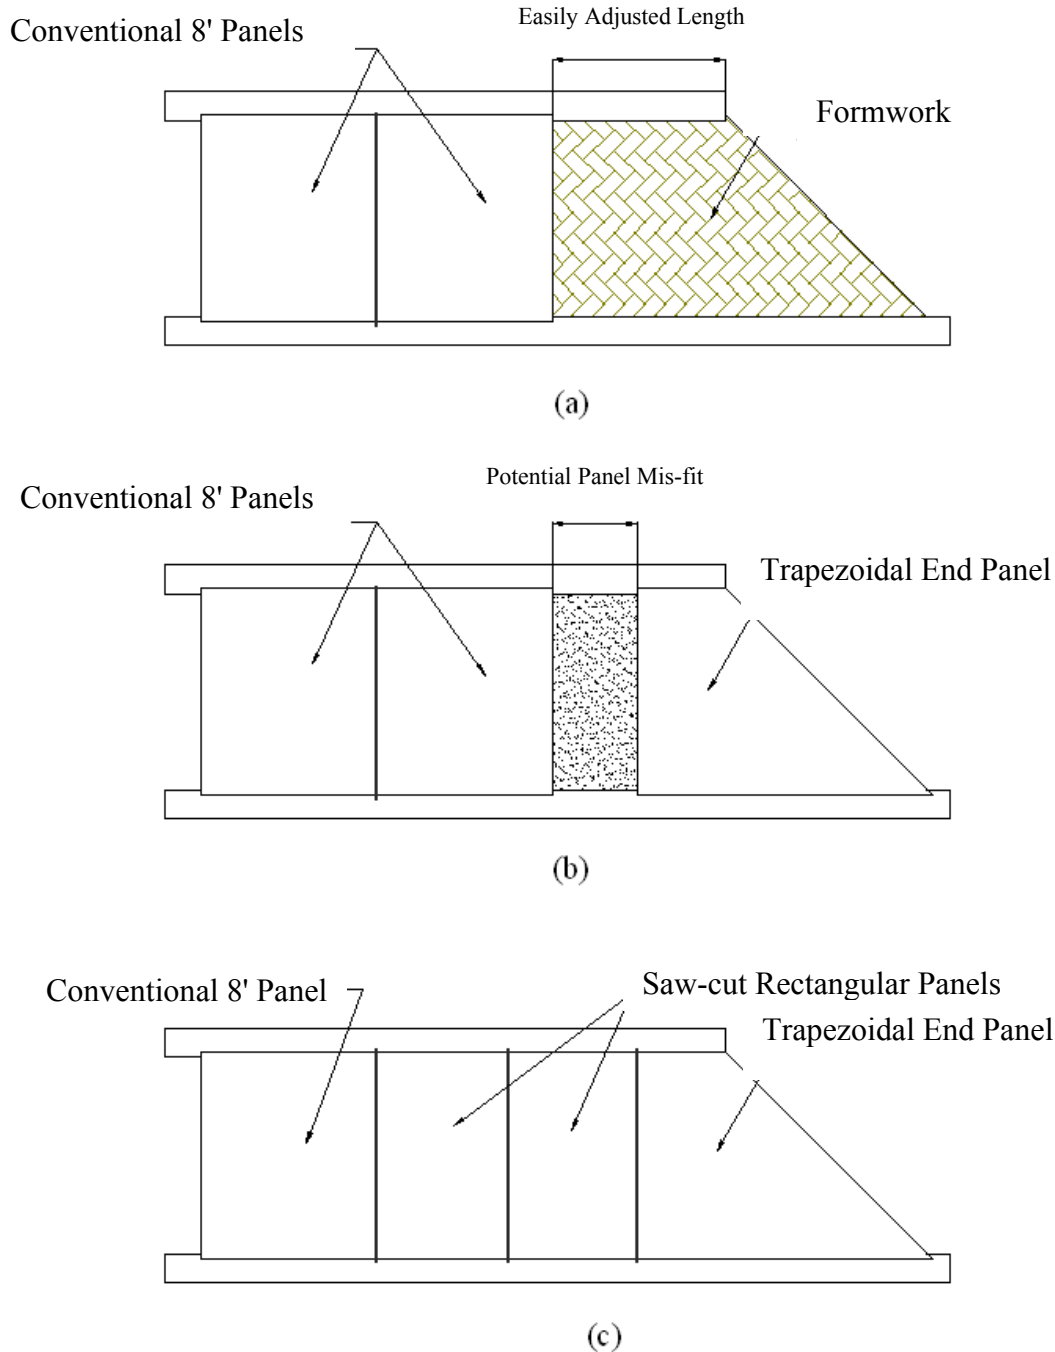 Easily Adjusted Length
Conventional 8' Panels
Formwork
(a)
Potential Panel Mis-fit
Conventional 8' Panels
Trapezoidal End Panel
(b)
Saw-cut Rectangular Panels
Conventional 8' Panel
Trapezoidal End Panel
(c)